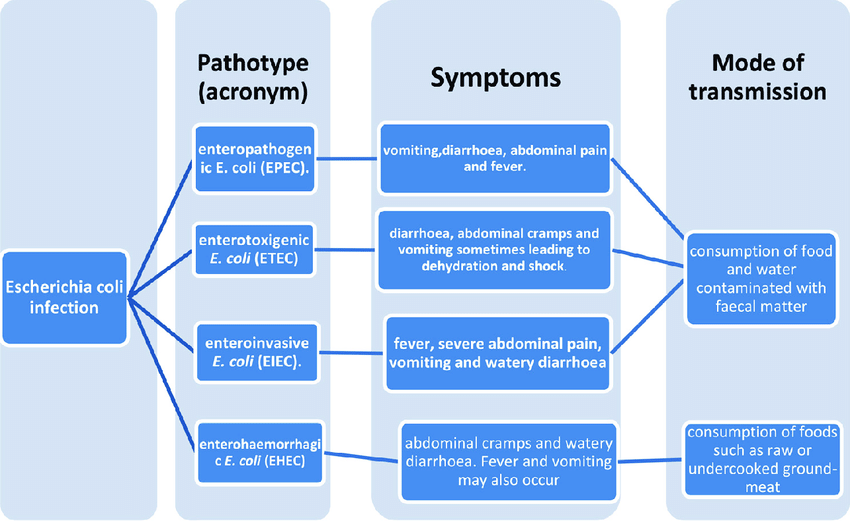 Pathotype
(acronym)
Symptoms
Mode of
transmission
Escherichia coli
infection
enteropathogen
ic E. coli (EPEC).
vomiting,diarrhoea, abdominal pain
and fever.
enterotoxigenic
E. coli (ETEC)
diarrhoea, abdominal cramps and
vomiting sometimes leading to
dehydration and shock.
consumption of food
and water
contaminated with
faecal matter
enteroinvasive
E. coli (EIEC).
fever, severe abdominal pain,
vomiting and watery diarrhoea
enterohaemorrhagi
c E. coli (EHEC)
abdominal cramps and watery
diarrhoea. Fever and vomiting
may also occur
consumption of foods
such as raw or
undercooked ground-
meat